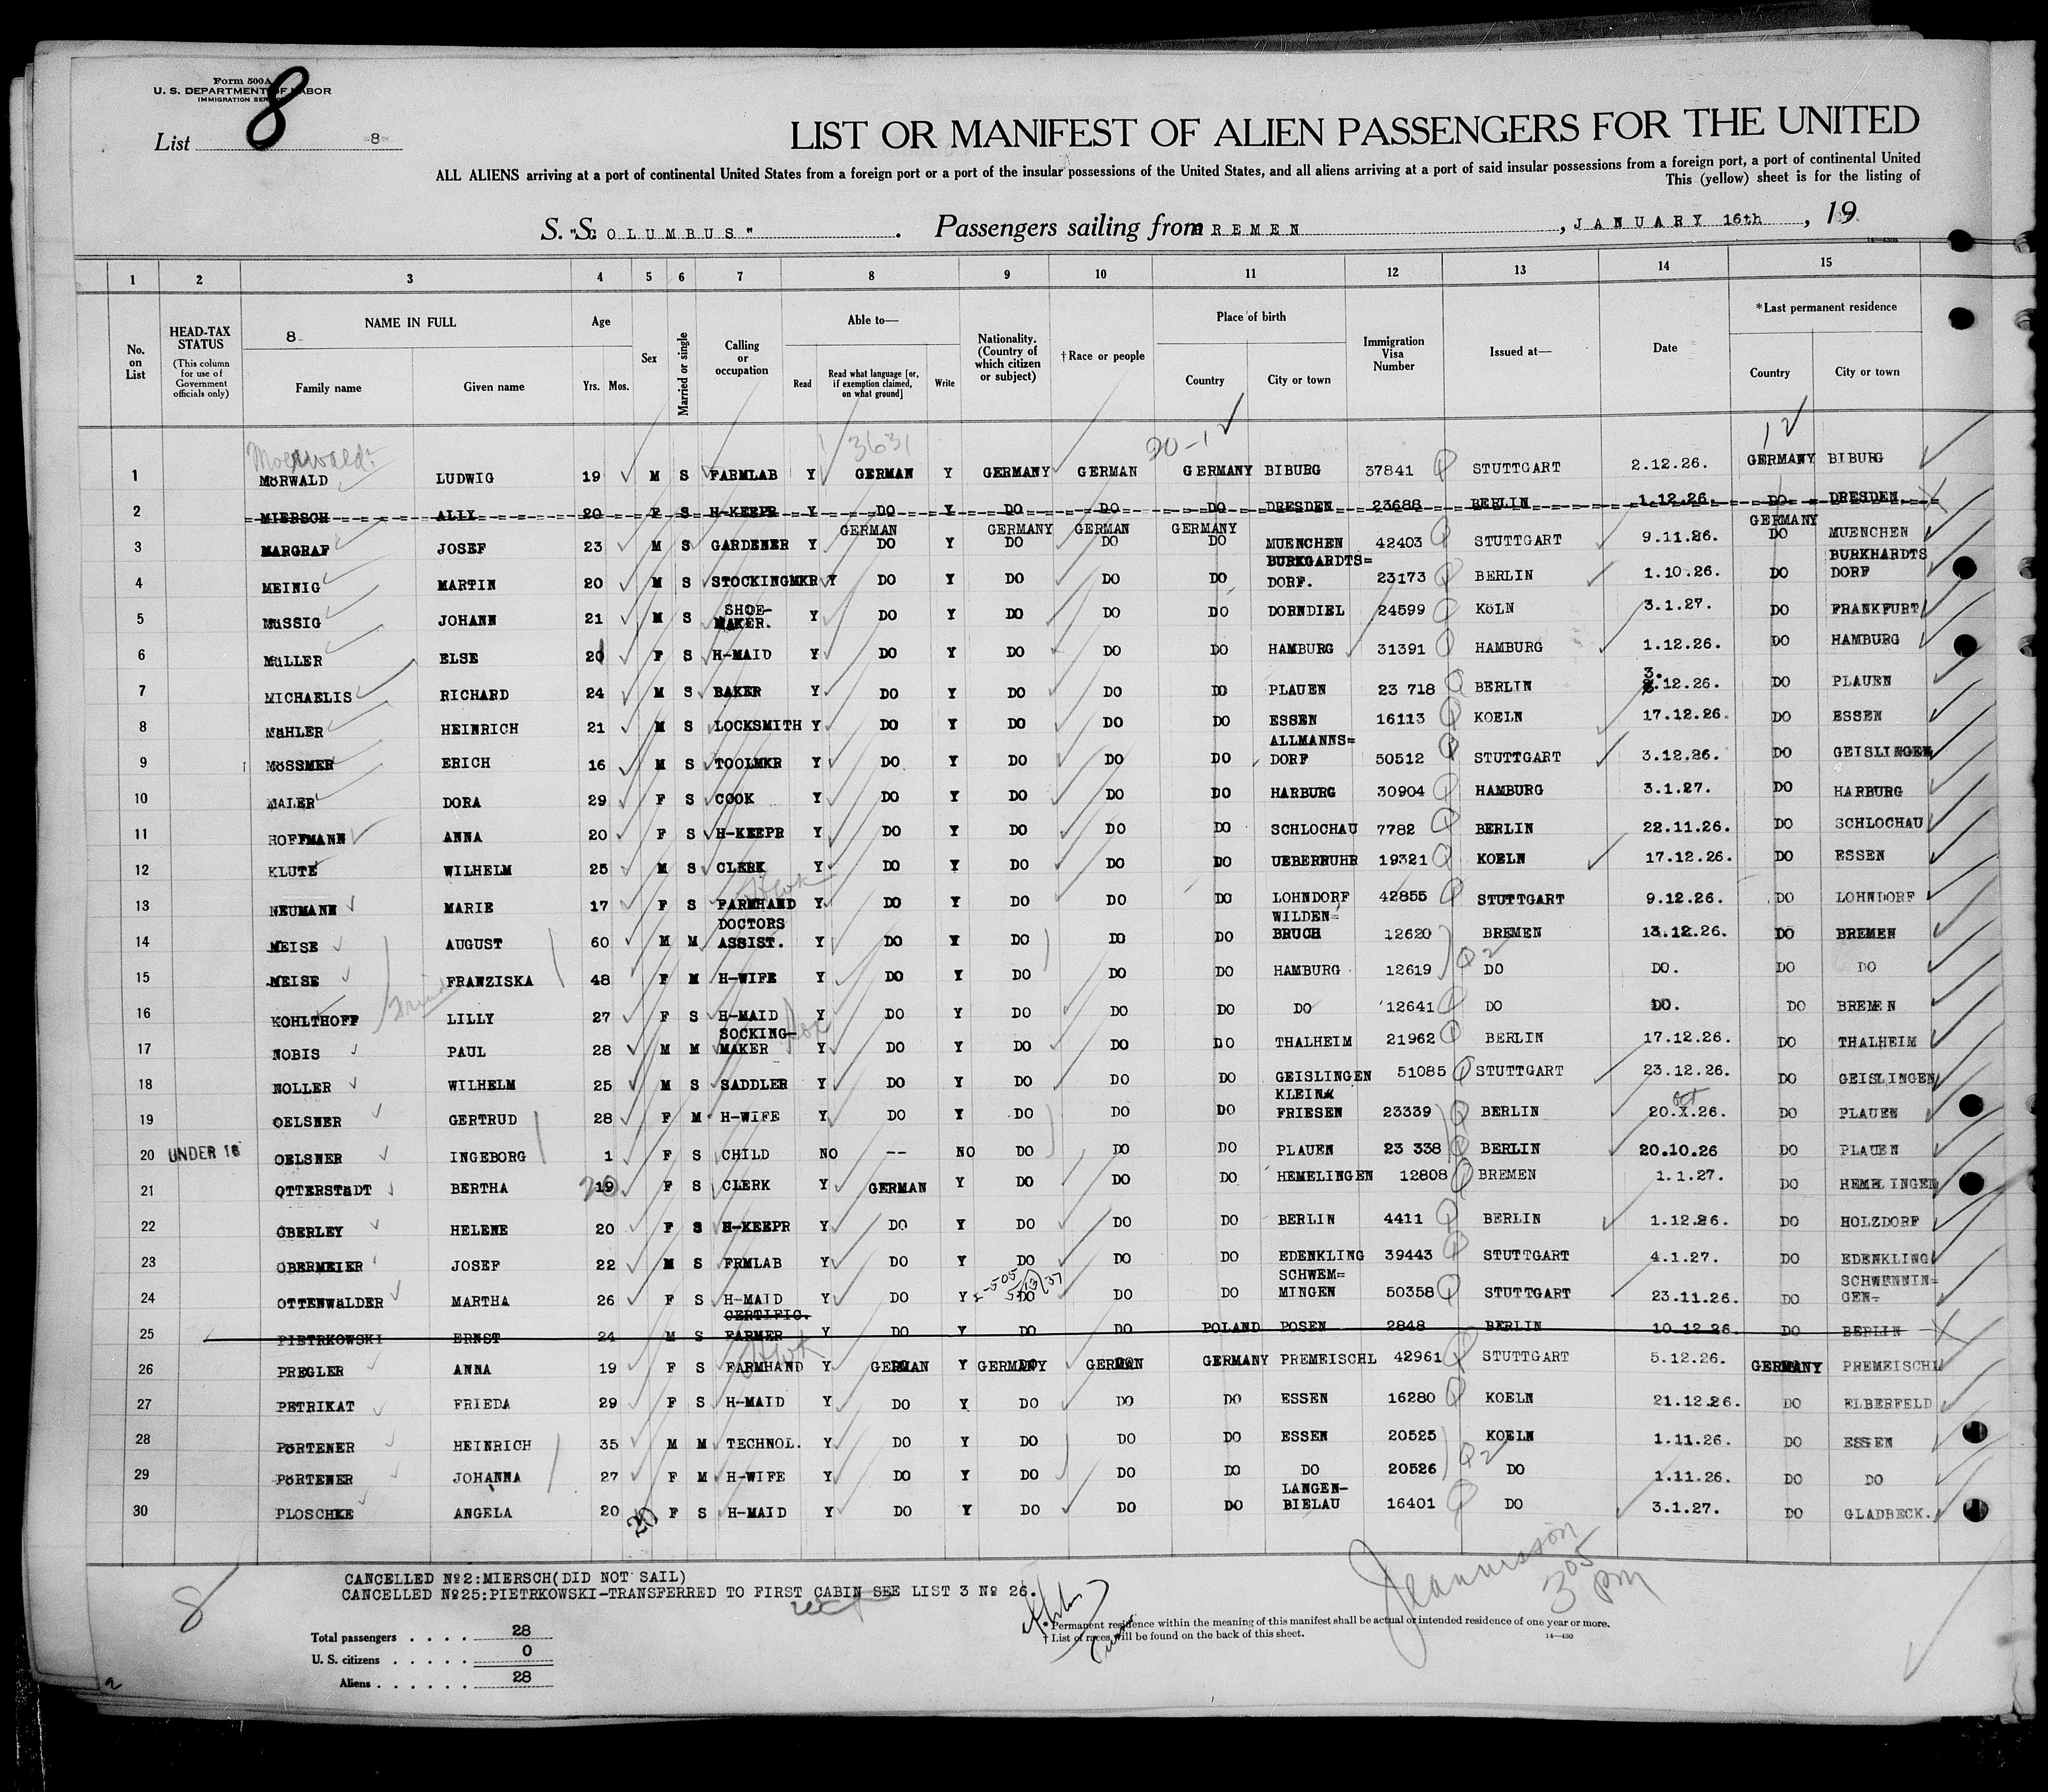 Form 500A
U. S. DEPARTMENT OF LABOR
IMMIGRATION SERVICE
List 8 8
LIST OR MANIFEST OF ALIEN PASSENGERS FOR THE UNITED
ALL ALIENS arriving at a port of continental United States from a foreign port or a port of the insular possessions of the United States, and all aliens arriving at a port of said insular possessions from a foreign port, a port of continental United
This (yellow) sheet is for the listing of
S. S. "COLUMBUS". Passengers sailing from BREMEN, JANUARY 16th, 19
14—430a
1 2 3 4 5 6 7 8 9 10 11 12 13 14 15
No. on List
HEAD-TAX STATUS (This column for use of Government officials only)
8 NAME IN FULL
Family name Given name
Age Yrs. Mos.
Sex
Married or single
Calling or occupation
Able to— Read Read what language [or, if exemption claimed, on what ground] Write
Nationality. (Country of which citizen or subject)
†Race or people
Place of birth Country City or town
Immigration Visa Number
Issued at—
Date
*Last permanent residence Country City or town
Moerwald 3631 20-1 12
1 MöRWALD LUDWIG 19 M S FARMLAB Y GERMAN Y GERMANY GERMAN GERMANY BIBURG 37841 STUTTGART 2.12.26. GERMANY BIBURG
2 MIERSCH ALLY 20 F S H-KEEPR Y DO Y DO DO DO DRESDEN 23688 BERLIN 1.12.26. DO DRESDEN.
GERMAN GERMANY GERMAN GERMANY GERMANY
3 MARGRAF JOSEF 23 M S GARDENER Y DO Y DO DO DO MUENCHEN 42403 STUTTGART 9.11.26. DO MUENCHEN
4 MEINIG MARTIN 20 M S STOCKINGMKR Y DO Y DO DO DO BURKGARDTS=DORF. 23173 BERLIN 1.10.26. DO BURKHARDTSDORF
5 MüSSIG JOHANN 21 M S SHOE-MAKER. Y DO Y DO DO DO DORNDIEL 24599 KöLN 3.1.27. DO FRANKFURT
6 MüLLER ELSE 20 F S H-MAID Y DO Y DO DO DO HAMBURG 31391 HAMBURG 1.12.26. DO HAMBURG
7 MICHAELIS RICHARD 24 M S BAKER Y DO Y DO DO DO PLAUEN 23 718 BERLIN 3.12.26. DO PLAUEN
8 MäHLER HEINRICH 21 M S LOCKSMITH Y DO Y DO DO DO ESSEN 16113 KOELN 17.12.26. DO ESSEN
9 MöSSMER ERICH 16 M S TOOLMKR Y DO Y DO DO DO ALLMANNS=DORF 50512 STUTTGART 3.12.26. DO GEISLINGEN
10 MAIER DORA 29 F S COOK Y DO Y DO DO DO HARBURG 30904 HAMBURG 3.1.27. DO HARBURG
11 HOFFMANN ANNA 20 F S H-KEEPR Y DO Y DO DO DO SCHLOCHAU 7782 BERLIN 22.11.26. DO SCHLOCHAU
12 KLUTE WILHELM 25 M S CLERK Y DO Y DO DO DO UEBERRUHR 19321 KOELN 17.12.26. DO ESSEN
13 NEUMANN MARIE 17 F S FARMHAND Y DO Y DO DO DO LOHNDORF 42855 STUTTGART 9.12.26. DO LOHNDORF
14 MEISE AUGUST 60 M M DOCTORS ASSIST. Y DO Y DO DO DO WILDEN=BRUCH 12620 BREMEN 13.12.26. DO BREMEN
15 MEISE FRANZISKA 48 F M H-WIFE Y DO Y DO DO DO HAMBURG 12619 DO DO. DO DO
16 KOHLTHOFF LILLY 27 F S H-MAID Y DO Y DO DO DO DO 12641 DO DO. DO BREMEN
17 NOBIS PAUL 28 M M SOCKING-MAKER Y DO Y DO DO DO THALHEIM 21962 BERLIN 17.12.26. DO THALHEIM
18 NOLLER WILHELM 25 M S SADDLER Y DO Y DO DO DO GEISLINGEN 51085 STUTTGART 23.12.26. DO GEISLINGEN
19 OELSNER GERTRUD 28 F M H-WIFE Y DO Y DO DO DO KLEIN FRIESEN 23339 BERLIN 20.X.26. oct DO PLAUEN
20 UNDER 16 OELSNER INGEBORG 1 F S CHILD NO -- NO DO DO DO PLAUEN 23 338 BERLIN 20.10.26 DO PLAUEN
21 OTTERSTäDT BERTHA 19 20 F S CLERK Y GERMAN Y DO DO DO HEMELINGEN 12808 BREMEN 1.1.27. DO HEMELINGEN
22 OBERLEY HELENE 20 F S H-KEEPR Y DO Y DO DO DO BERLIN 4411 BERLIN 1.12.26. DO HOLZDORF
23 OBERMEIER JOSEF 22 M S FRMLAB Y DO Y DO DO DO EDENKLING 39443 STUTTGART 4.1.27. DO EDENKLING
24 OTTENWäLDER MARTHA 26 F S H-MAID Y DO Y DO DO DO SCHWEM=MINGEN 50358 STUTTGART 23.11.26. DO SCHWENNIN=GEN-
25 PIETRKOWSKI ERNST 24 M S CERTIFIC. FARMER Y DO Y DO DO POLAND POSEN 2848 BERLIN 10.12.26. DO BERLIN
26 PREGLER ANNA 19 F S FARMHAND Y GERMAN Y GERMANY GERMAN GERMANY PREMEISCHL 42961 STUTTGART 5.12.26. GERMANY PREMEISCHL
27 PETRIKAT FRIEDA 29 F S H-MAID Y DO Y DO DO DO ESSEN 16280 KOELN 21.12.26. DO ELBERFELD
28 PöRTENER HEINRICH 35 M M TECHNOL. Y DO Y DO DO DO ESSEN 20525 KOELN 1.11.26. DO ESSEN
29 PöRTENER JOHANNA 27 F M H-WIFE Y DO Y DO DO DO DO 20526 DO 1.11.26. DO DO
30 PLOSCHKE ANGELA 20 20 F S H-MAID Y DO Y DO DO DO LANGEN-BIELAU 16401 DO 3.1.27. DO GLADBECK.
CANCELLED Nº2:MIERSCH(DID NOT SAIL)
CANCELLED Nº25:PIETRKOWSKI-TRANSFERRED TO FIRST CABIN SEE LIST 3 Nº 26.
8
3 05 pm
* Permanent residence within the meaning of this manifest shall be actual or intended residence of one year or more.
† List of races will be found on the back of this sheet.
14—430
Total passengers . . . . 28
U. S. citizens . . . . . 0
Aliens . . . . . . 28